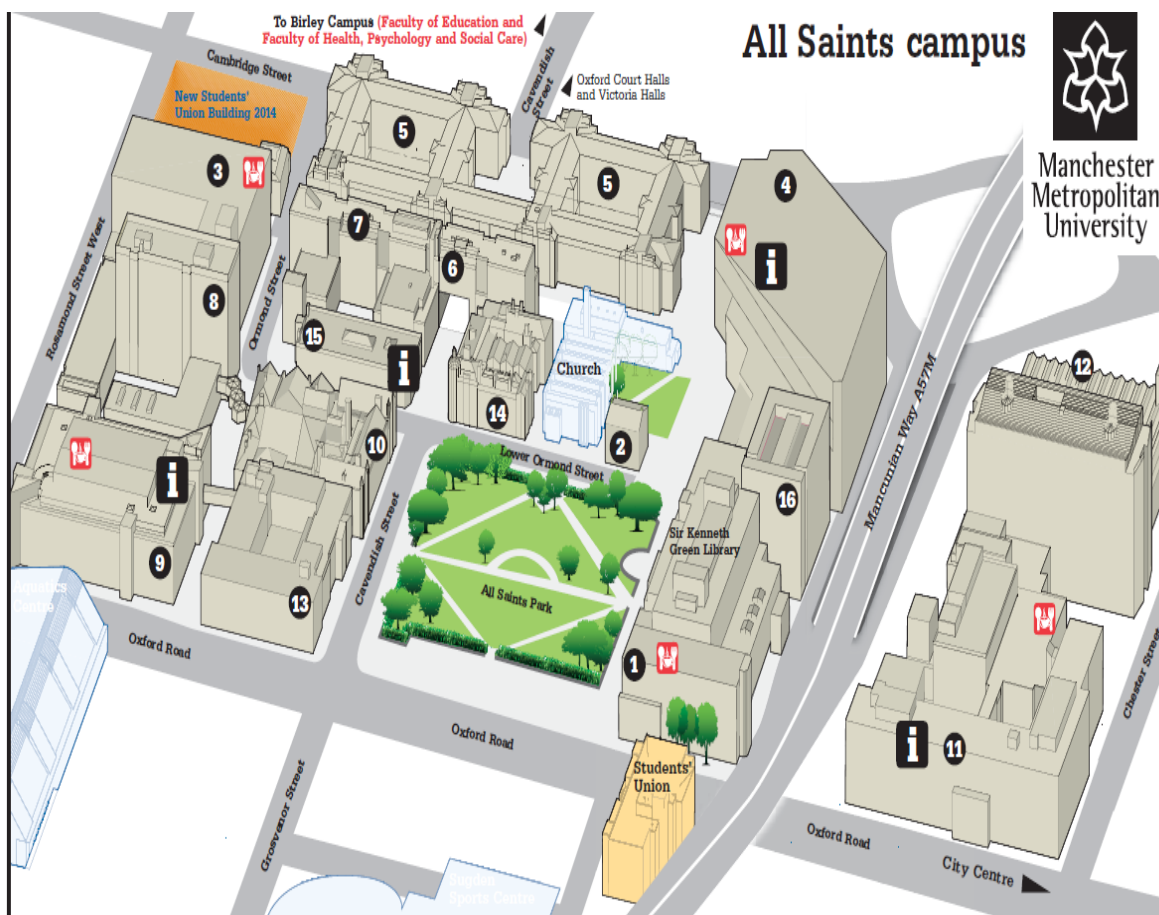 To Birley Campus (Faculty of Education and
Faculty of Health, Psychology and Social Care)
All Saints campus
Manchester
Metropolitan
University
Cambridge Street
Cavendish
Street
Oxford Court Halls
and Victoria Halls
New Students'
Union Building 2014
5
3
5
4
7
6
i
8
Rosamond Street West
Ormond Street
15
i
Church
12
14
2
10
Lower Ormond Street
Mancunian Way A57M
16
i
9
Cavendish Street
Sir Kenneth
Green Library
All Saints Park
13
Aquatics
Centre
Oxford Road
1
Chester Street
Oxford Road
i
11
Students'
Union
Grosvenor Street
Oxford Road
City Centre
Sugden
Sports Centre